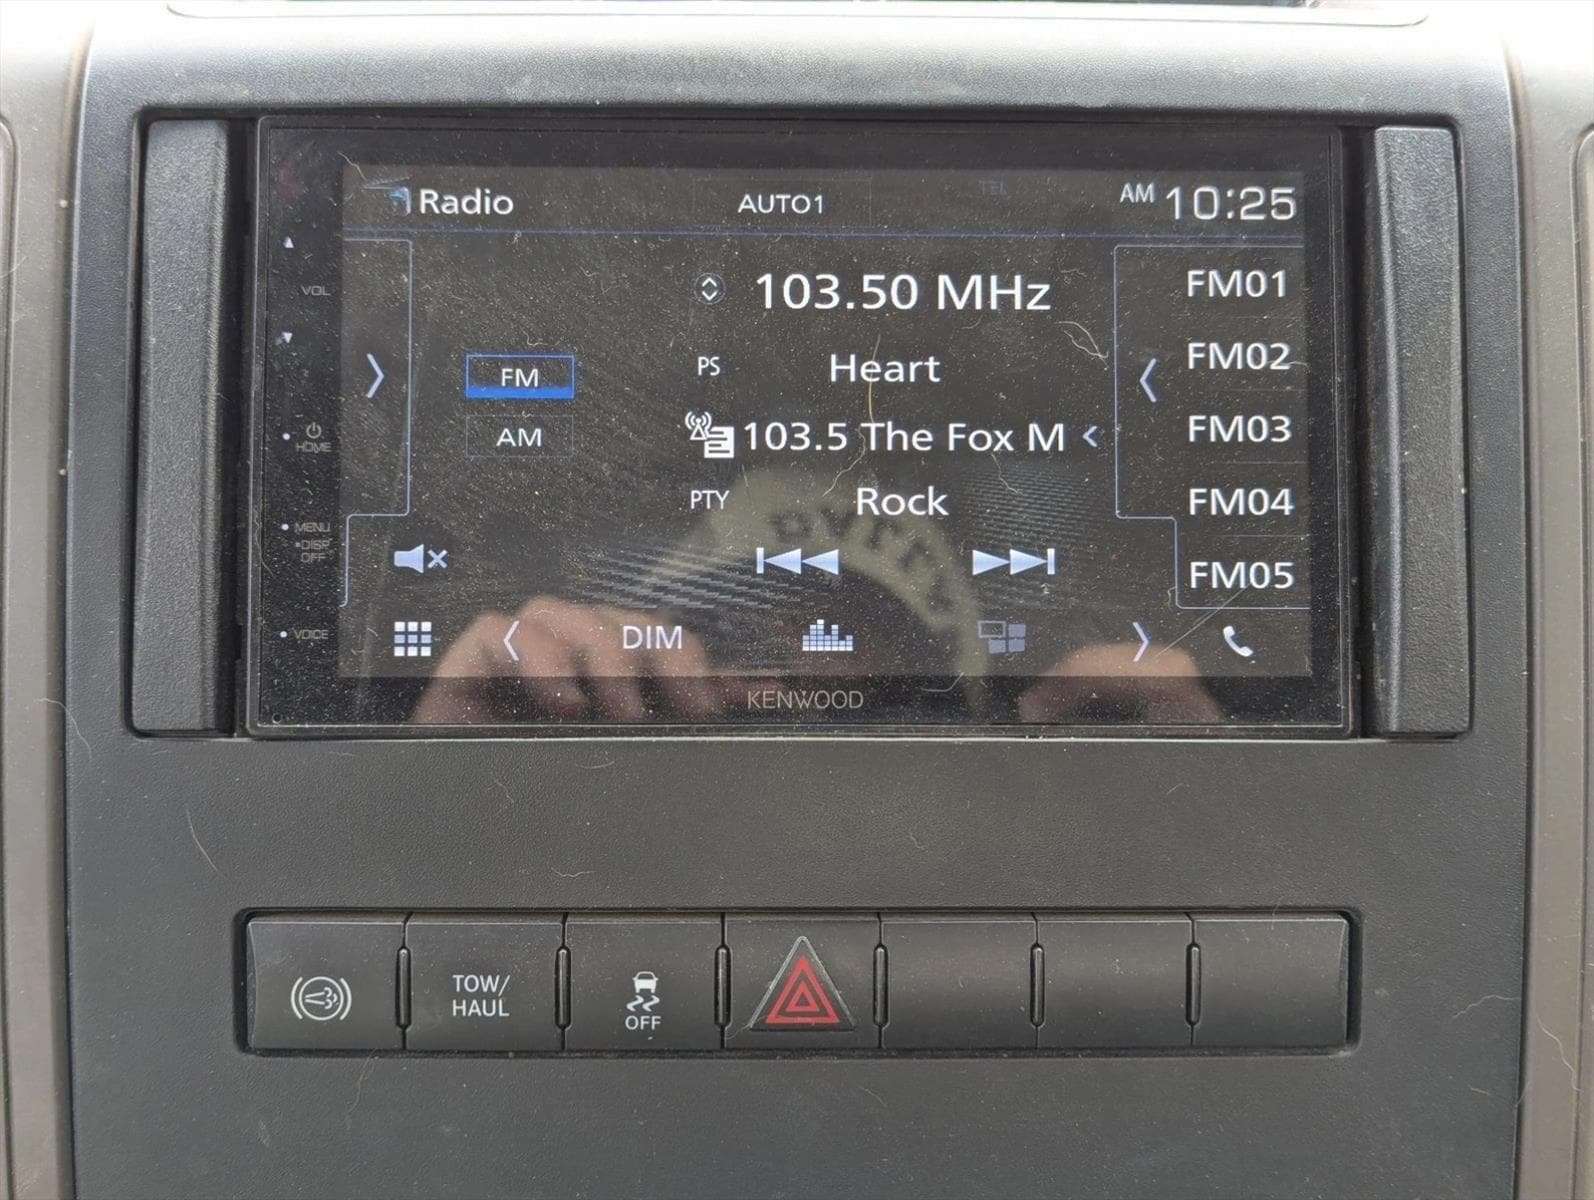 Radio
AUTO1
TEL
AM 10:25
VOL
103.50 MHz
FM
AM
PS Heart
103.5 The Fox M
PTY Rock
FM01
FM02
FM03
FM04
FM05
HOME
MENU
DISP
OFF
VOICE
DIM
KENWOOD
TOW/
HAUL
OFF